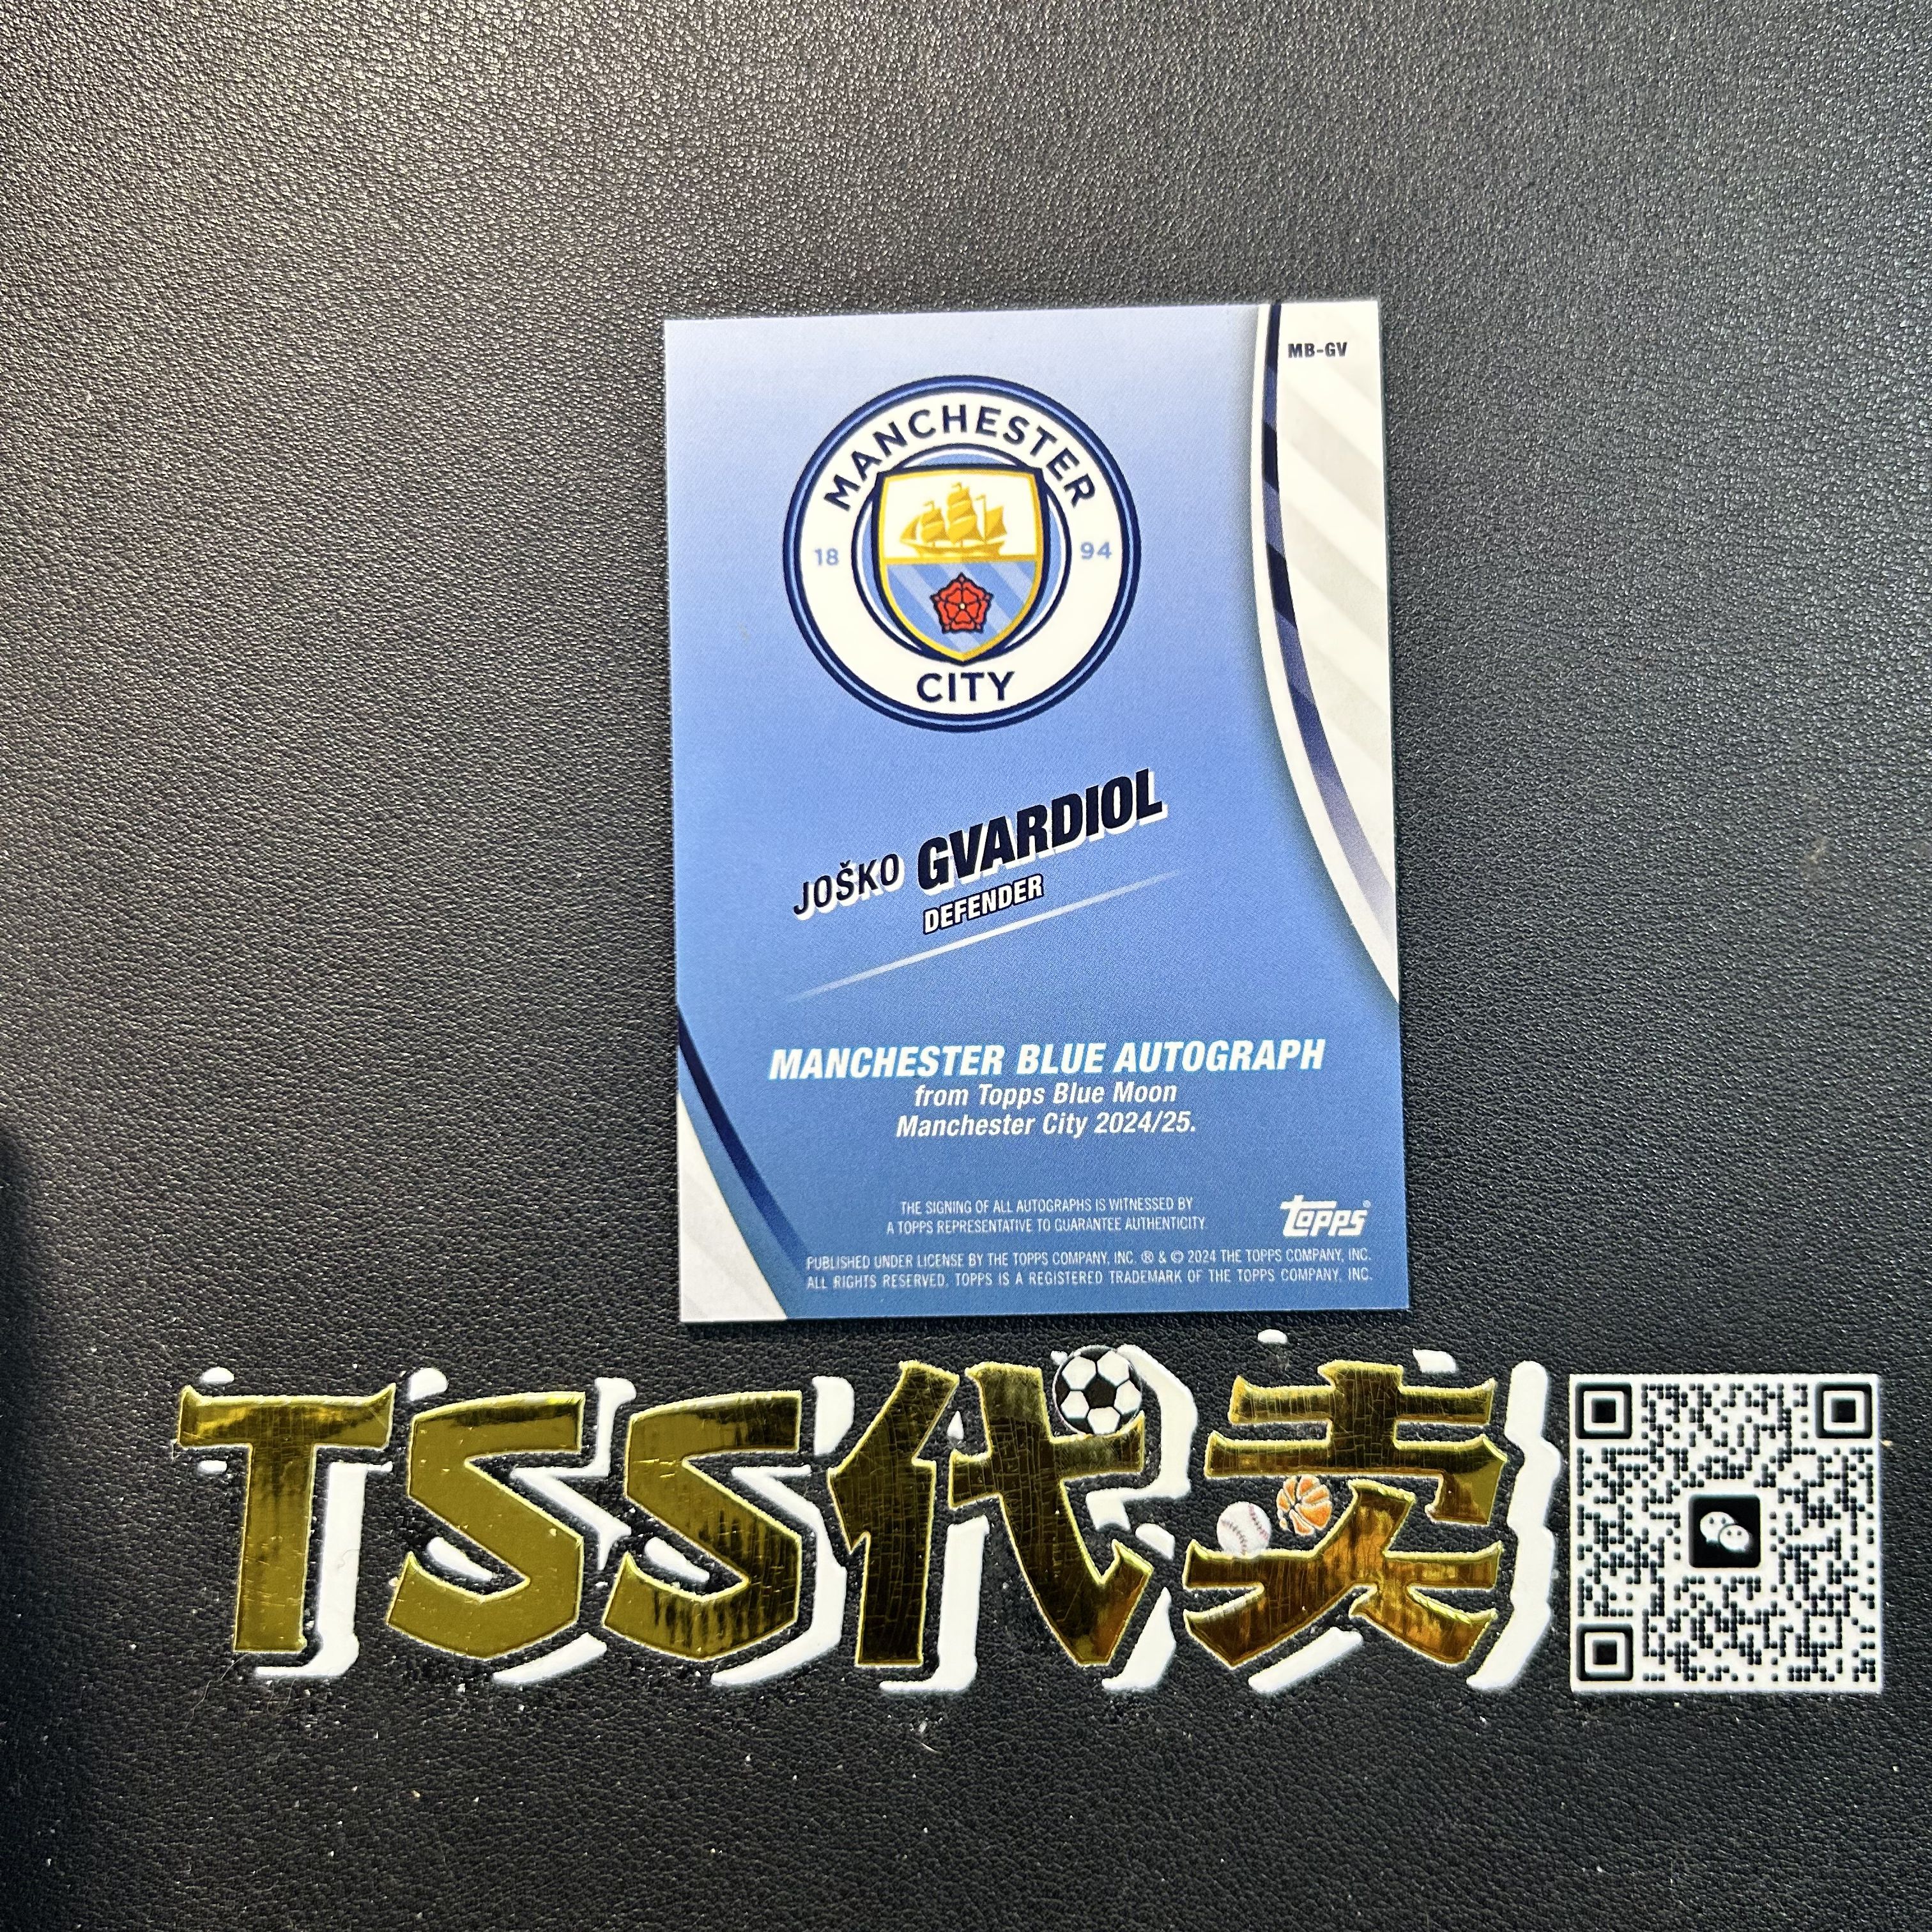 MB-GV
MANCHESTER
18 94
CITY
JOŠKO GVARDIOL
DEFENDER
MANCHESTER BLUE AUTOGRAPH
from Topps Blue Moon
Manchester City 2024/25.
THE SIGNING OF ALL AUTOGRAPHS IS WITNESSED BY
A TOPPS REPRESENTATIVE TO GUARANTEE AUTHENTICITY.
topps®
PUBLISHED UNDER LICENSE BY THE TOPPS COMPANY, INC. ® & © 2024 THE TOPPS COMPANY, INC.
ALL RIGHTS RESERVED. TOPPS IS A REGISTERED TRADEMARK OF THE TOPPS COMPANY, INC.
TSS代卖